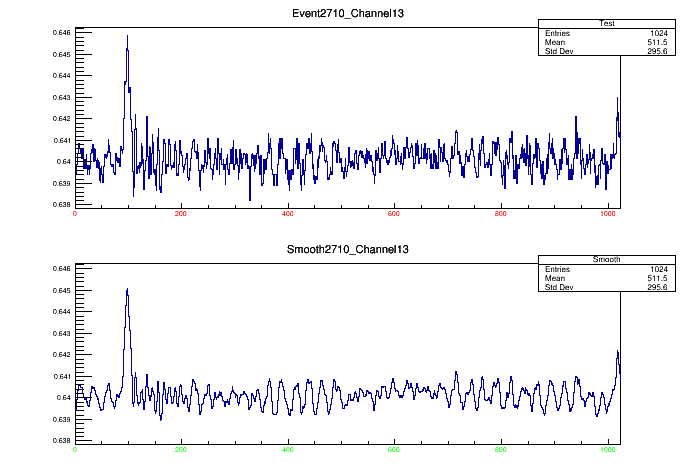 Event2710_Channel13
Test
Entries 1024
Mean 511.5
Std Dev 295.6
0.646
0.645
0.644
0.643
0.642
0.641
0.64
0.639
0.638
0 200 400 600 800 1000
Smooth2710_Channel13
Smooth
Entries 1024
Mean 511.5
Std Dev 295.6
0.646
0.645
0.644
0.643
0.642
0.641
0.64
0.639
0.638
0 200 400 600 800 1000